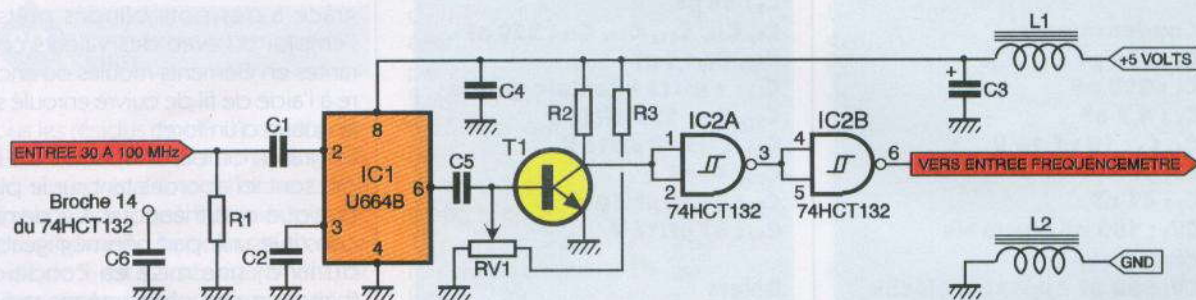 L1
+5 VOLTS
C4
R2
R3
+
C3
C1
8
IC2A
IC2B
T1
ENTREE 30 A 100 MHz
2
IC1
U664B
6
C5
1
2
3
4
5
6
VERS ENTREE FREQUENCEMETRE
74HCT132
74HCT132
Broche 14
du 74HCT132
R1
3
4
C6
C2
RV1
L2
GND